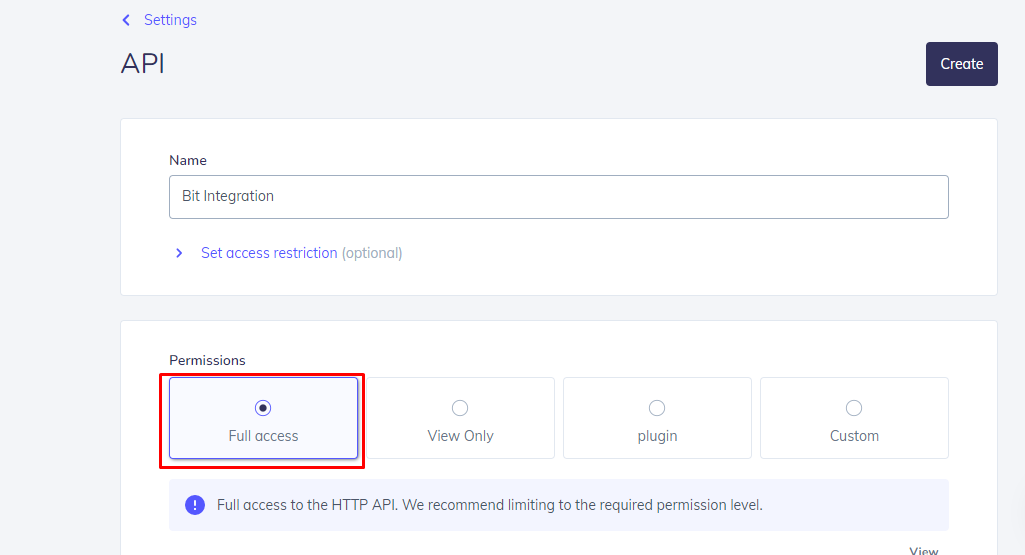 Settings
API
Create
Name
Bit Integration
Set access restriction (optional)
Permissions
Full access
View Only
plugin
Custom
Full access to the HTTP API. We recommend limiting to the required permission level.
View